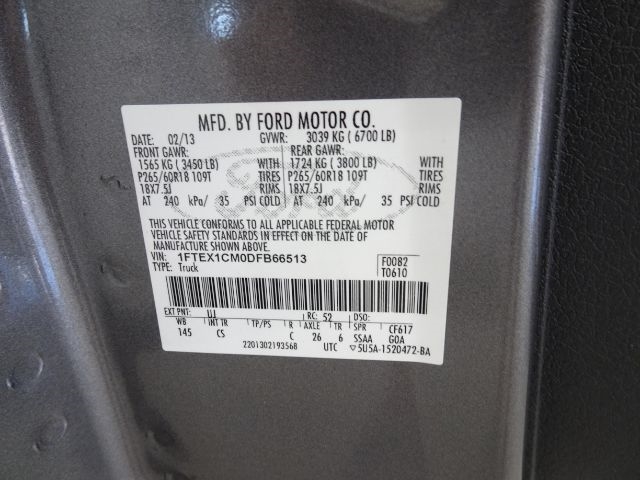 MFD. BY FORD MOTOR CO.
DATE: 02/13 GVWR: 3039 KG ( 6700 LB)
FRONT GAWR: REAR GAWR:
1565 KG ( 3450 LB) WITH 1724 KG ( 3800 LB) WITH
P265/60R18 109T TIRES P265/60R18 109T TIRES
18X7.5J RIMS 18X7.5J RIMS
AT 240 kPa/ 35 PSI COLD AT 240 kPa/ 35 PSI COLD
THIS VEHICLE CONFORMS TO ALL APPLICABLE FEDERAL MOTOR
VEHICLE SAFETY STANDARDS IN EFFECT ON THE DATE OF
MANUFACTURE SHOWN ABOVE.
VIN: 1FTEX1CM0DFB66513 F0082
TYPE: Truck T0610
EXT PNT: UJ RC: 52 DSO:
WB INT TR TP/PS R AXLE TR SPR CF617
145 CS C 26 6 SSAA GOA
2201302193568 UTC ▽5U5A-1520472-BA